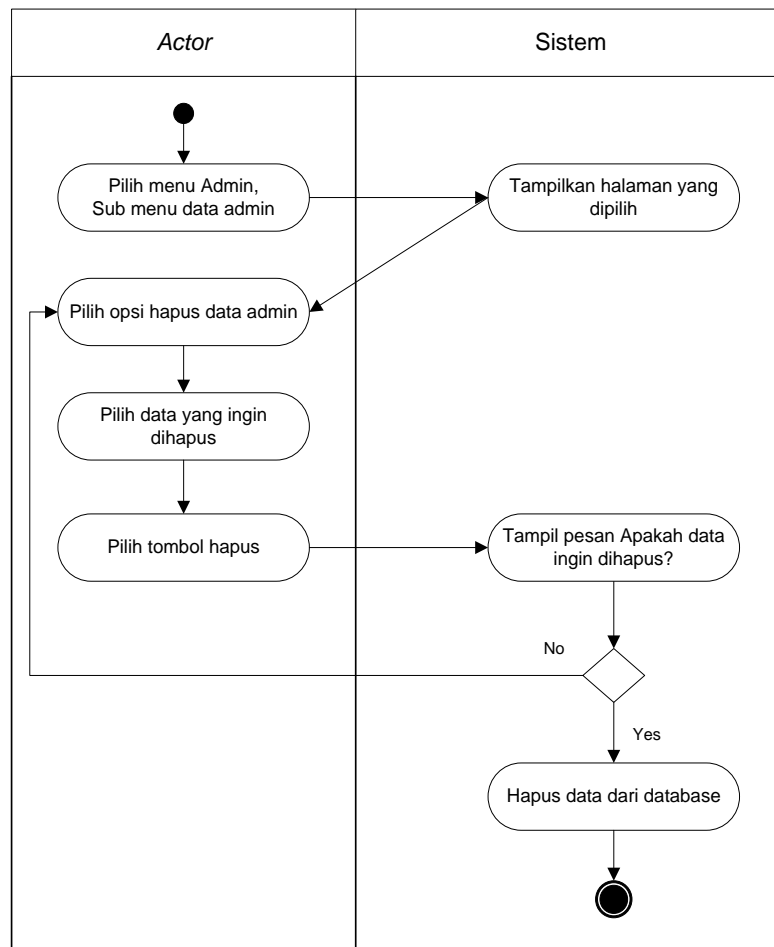 Actor
Sistem
Pilih menu Admin,
Sub menu data admin
Tampilkan halaman yang
dipilih
Pilih opsi hapus data admin
Pilih data yang ingin
dihapus
Pilih tombol hapus
Tampil pesan Apakah data
ingin dihapus?
No
Yes
Hapus data dari database